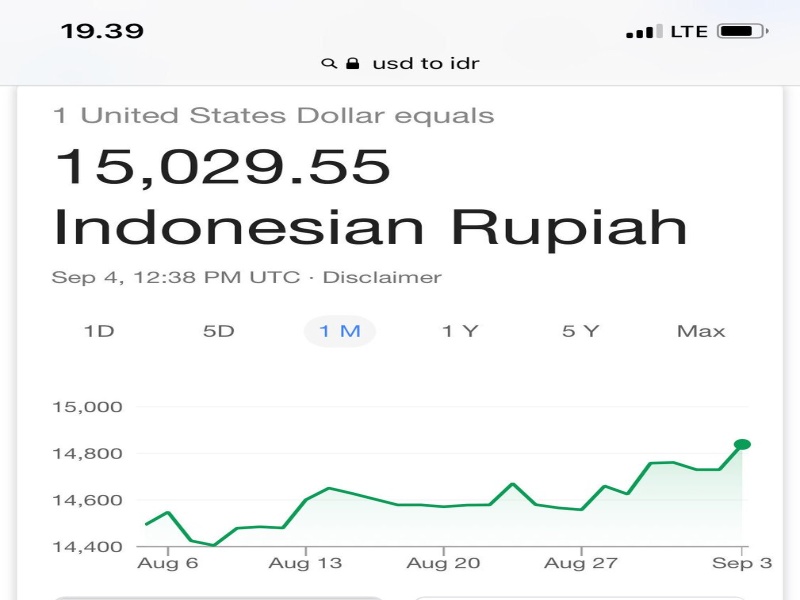 19.39
LTE
usd to idr
1 United States Dollar equals
15,029.55
Indonesian Rupiah
Sep 4, 12:38 PM UTC · Disclaimer
1D 5D 1 M 1 Y 5 Y Max
15,000
14,800
14,600
14,400
Aug 6 Aug 13 Aug 20 Aug 27 Sep 3